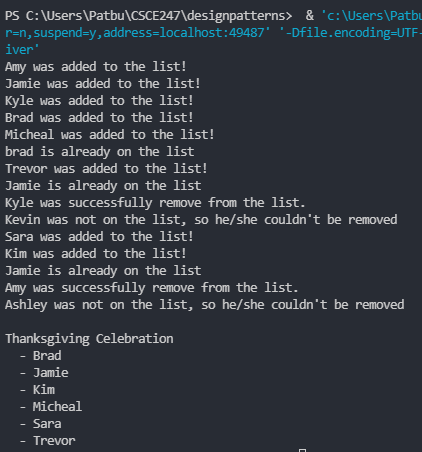 PS C:\Users\Patbu\CSCE247\designpatterns>  & 'c:\Users\Patbu
r=n,suspend=y,address=localhost:49487' '-Dfile.encoding=UTF-
iver'
Amy was added to the list!
Jamie was added to the list!
Kyle was added to the list!
Brad was added to the list!
Micheal was added to the list!
brad is already on the list
Trevor was added to the list!
Jamie is already on the list
Kyle was successfully remove from the list.
Kevin was not on the list, so he/she couldn't be removed
Sara was added to the list!
Kim was added to the list!
Jamie is already on the list
Amy was successfully remove from the list.
Ashley was not on the list, so he/she couldn't be removed

Thanksgiving Celebration
  - Brad
  - Jamie
  - Kim
  - Micheal
  - Sara
  - Trevor